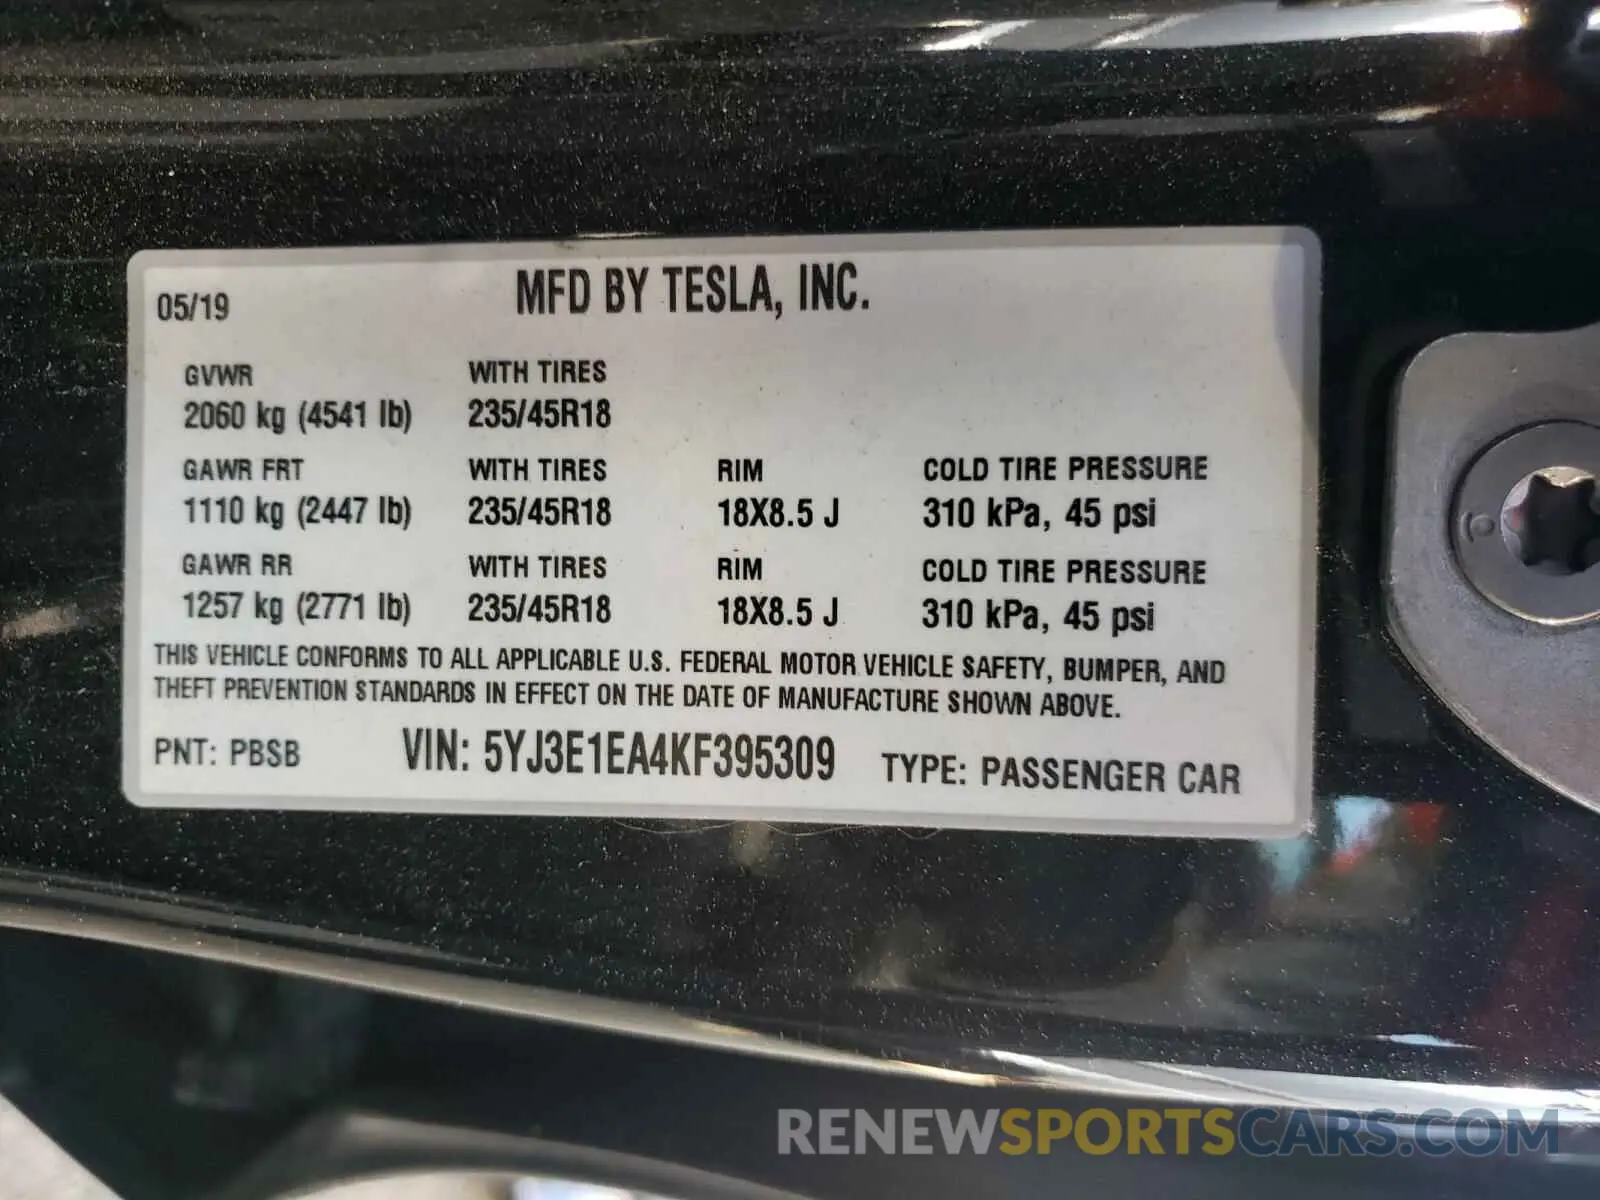 05/19 MFD BY TESLA, INC.
GVWR WITH TIRES
2060 kg (4541 lb) 235/45R18
GAWR FRT WITH TIRES RIM COLD TIRE PRESSURE
1110 kg (2447 lb) 235/45R18 18X8.5 J 310 kPa, 45 psi
GAWR RR WITH TIRES RIM COLD TIRE PRESSURE
1257 kg (2771 lb) 235/45R18 18X8.5 J 310 kPa, 45 psi
THIS VEHICLE CONFORMS TO ALL APPLICABLE U.S. FEDERAL MOTOR VEHICLE SAFETY, BUMPER, AND
THEFT PREVENTION STANDARDS IN EFFECT ON THE DATE OF MANUFACTURE SHOWN ABOVE.
PNT: PBSB VIN: 5YJ3E1EA4KF395309 TYPE: PASSENGER CAR
RENEWSPORTSCARS.COM